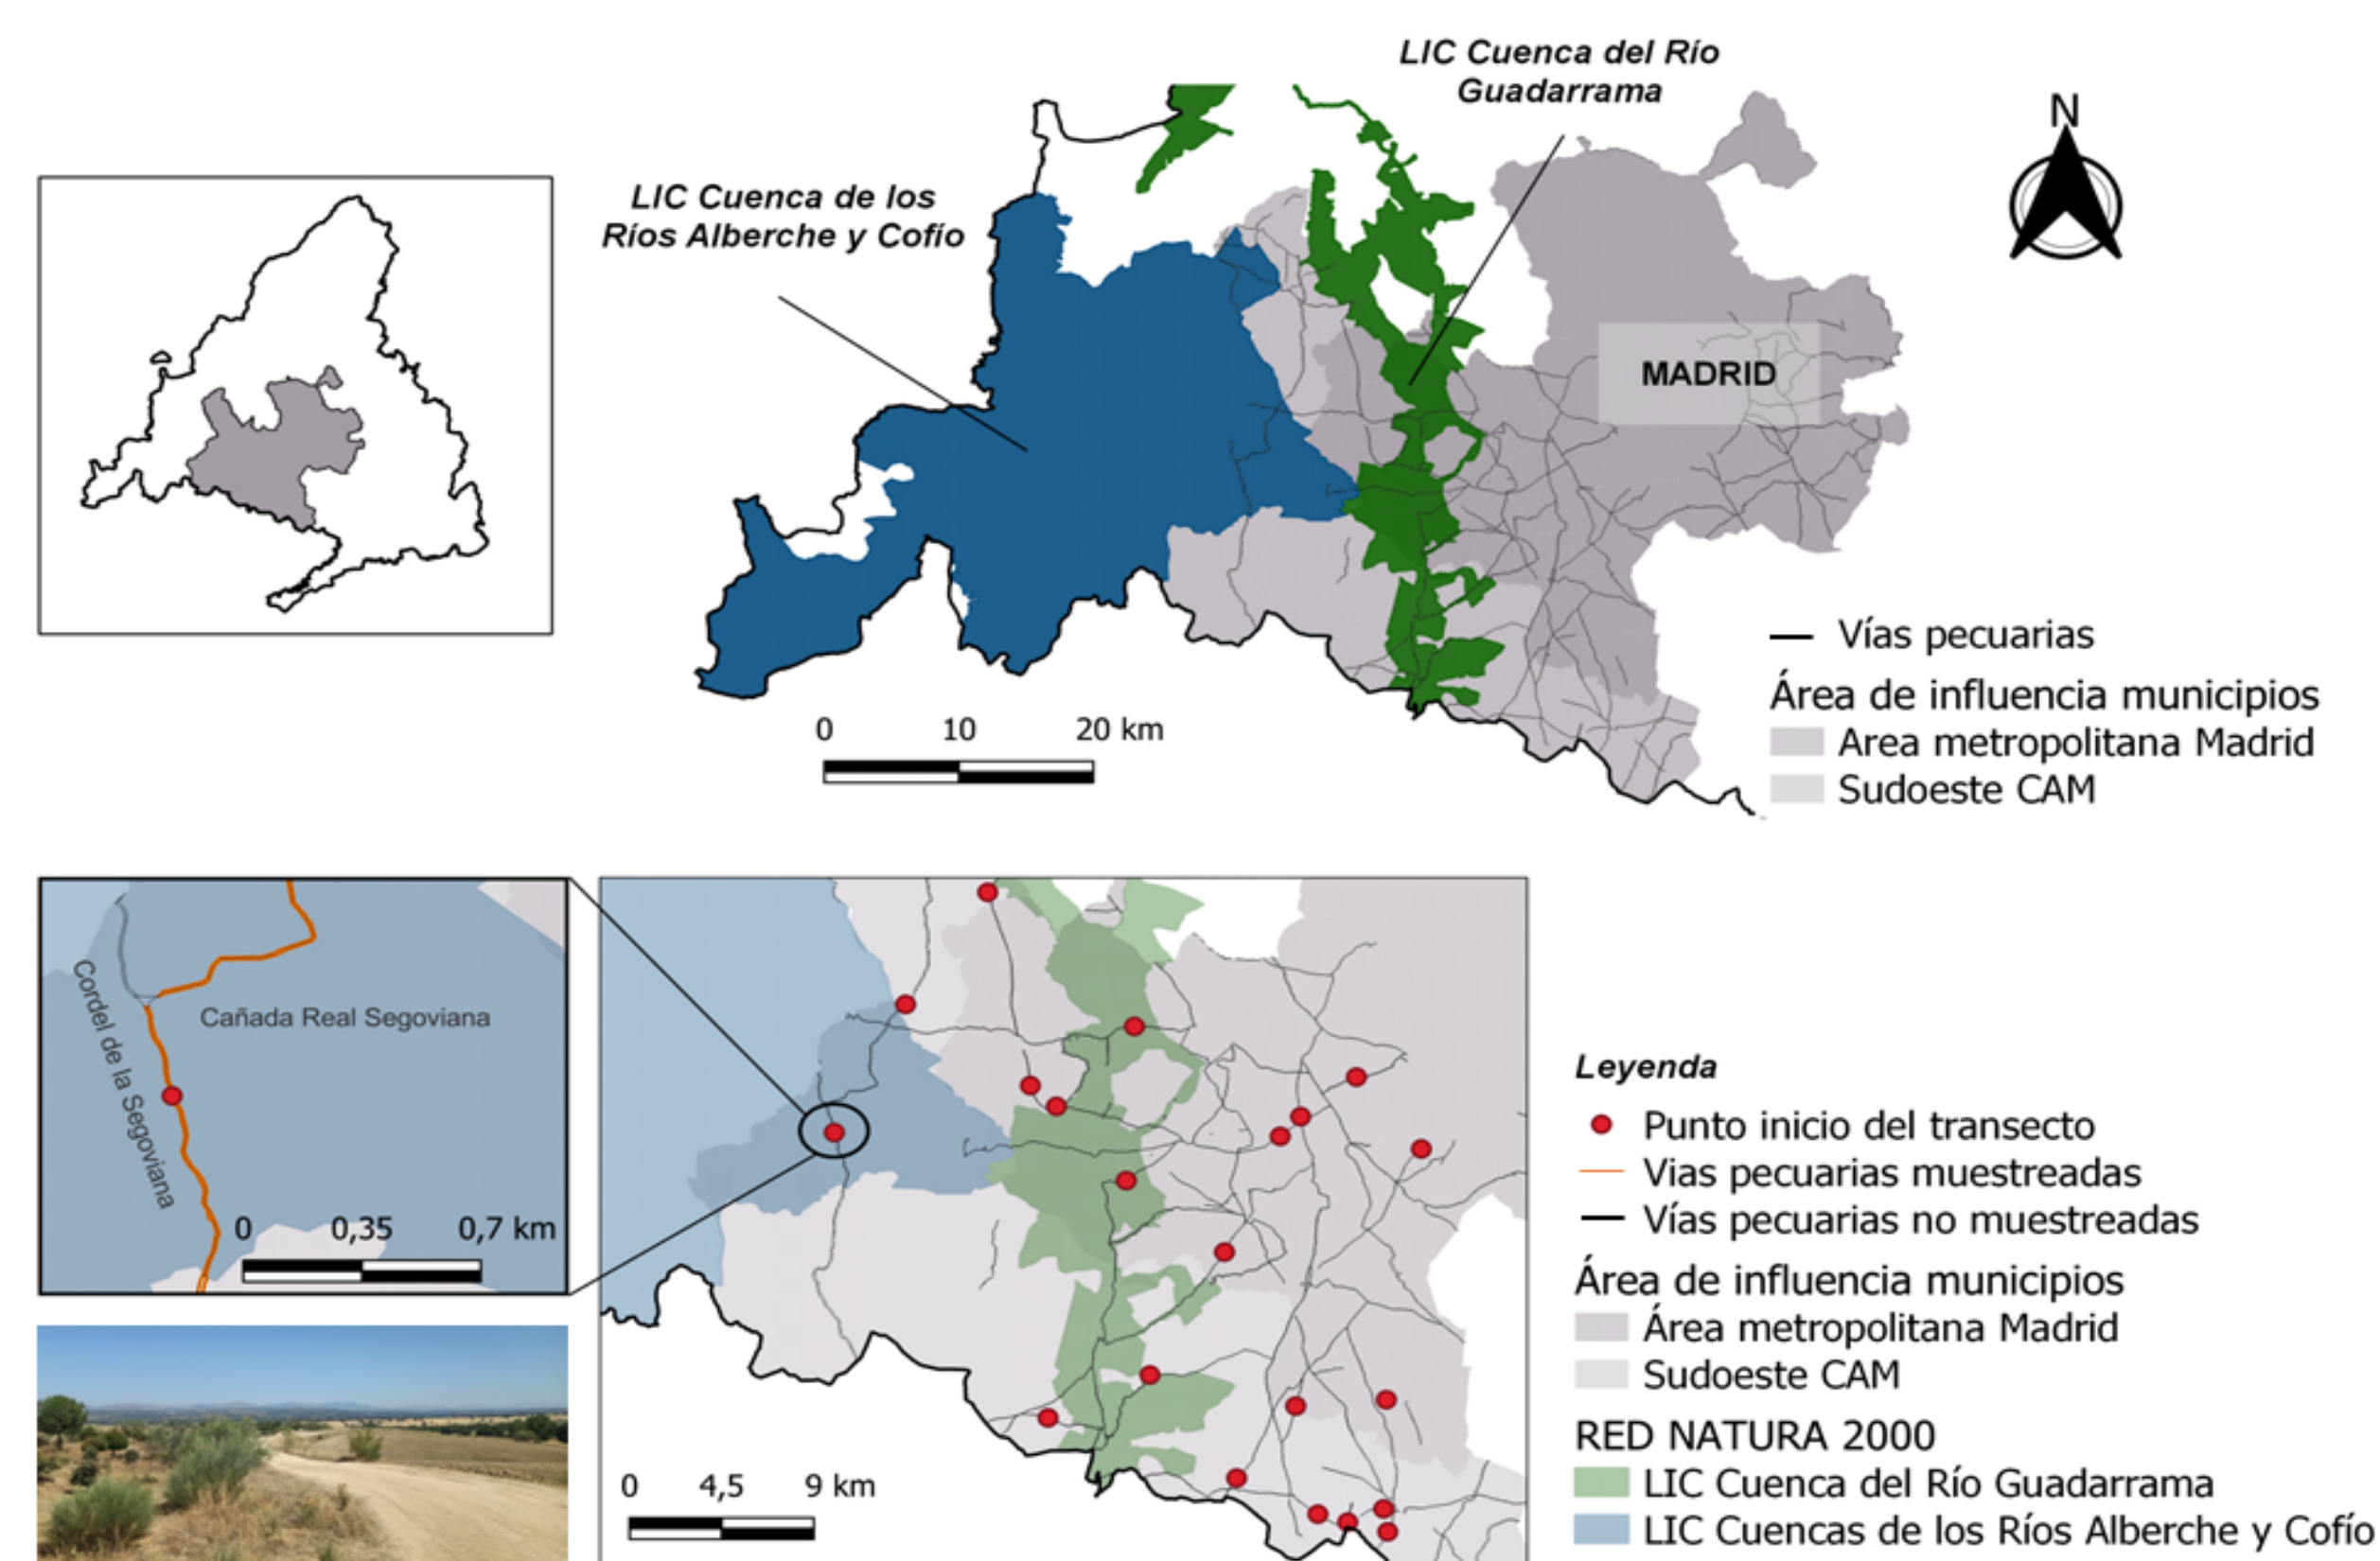 LIC Cuenca del Río
Guadarrama
N
LIC Cuenca de los
Ríos Alberche y Cofío
MADRID
Vías pecuarias
Área de influencia municipios
Area metropolitana Madrid
Sudoeste CAM
0 10 20 km
Cordel de la Segoviana
Cañada Real Segoviana
0 0,35 0,7 km
0 4,5 9 km
Leyenda
Punto inicio del transecto
Vias pecuarias muestreadas
Vías pecuarias no muestreadas
Área de influencia municipios
Área metropolitana Madrid
Sudoeste CAM
RED NATURA 2000
LIC Cuenca del Río Guadarrama
LIC Cuencas de los Ríos Alberche y Cofío